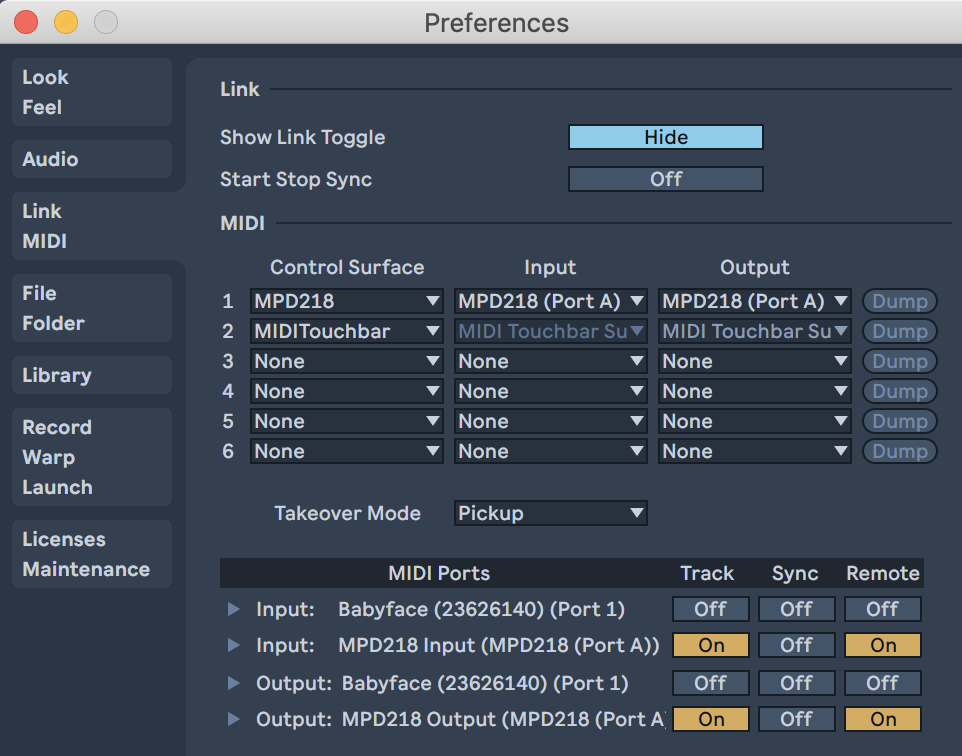 Preferences
Look
Feel
Audio
Link
MIDI
File
Folder
Library
Record
Warp
Launch
Licenses
Maintenance
Link
Show Link Toggle Hide
Start Stop Sync Off
MIDI
Control Surface Input Output
1 MPD218 MPD218 (Port A) MPD218 (Port A) Dump
2 MIDITouchbar MIDI Touchbar Su MIDI Touchbar Su Dump
3 None None None Dump
4 None None None Dump
5 None None None Dump
6 None None None Dump
Takeover Mode Pickup
MIDI Ports Track Sync Remote
Input: Babyface (23626140) (Port 1) Off Off Off
Input: MPD218 Input (MPD218 (Port A)) On Off On
Output: Babyface (23626140) (Port 1) Off Off Off
Output: MPD218 Output (MPD218 (Port A) On Off On